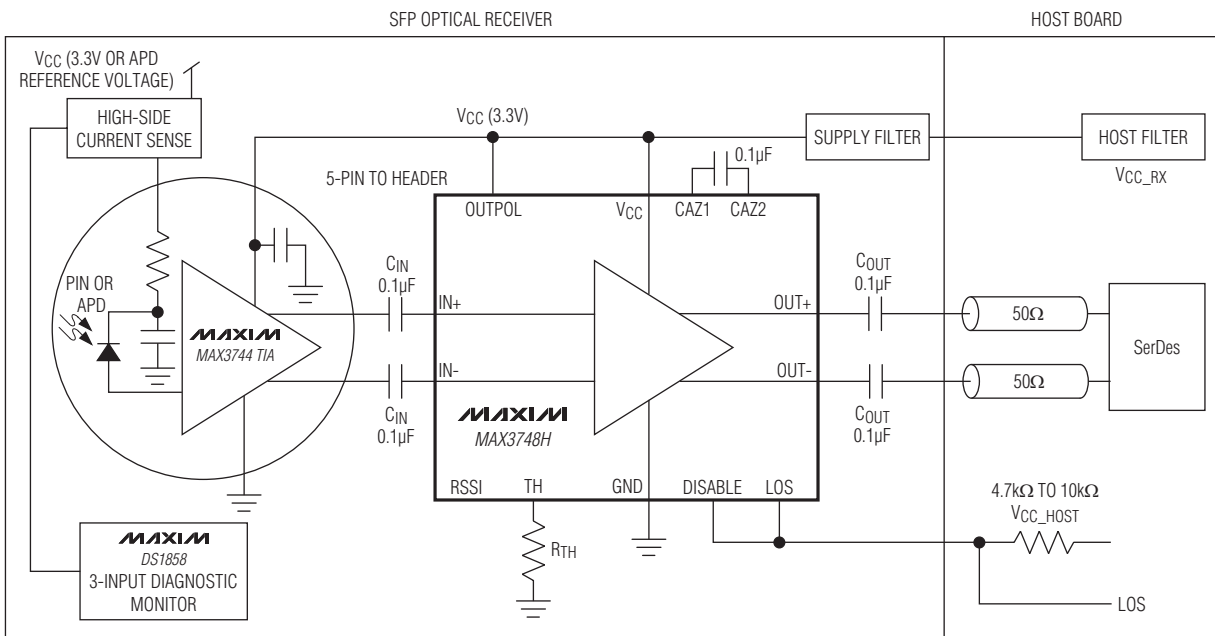 SFP OPTICAL RECEIVER
HOST BOARD
VCC (3.3V OR APD
REFERENCE VOLTAGE)
HIGH-SIDE
CURRENT SENSE
VCC (3.3V)
SUPPLY FILTER
HOST FILTER
VCC_RX
0.1µF
5-PIN TO HEADER
OUTPOL
VCC
CAZ1
CAZ2
PIN OR
APD
MAXIM
MAX3744 TIA
CIN
0.1µF
IN+
IN-
CIN
0.1µF
MAXIM
MAX3748H
OUT+
OUT-
COUT
0.1µF
COUT
0.1µF
50Ω
50Ω
SerDes
RSSI
TH
GND
DISABLE
LOS
RTH
4.7kΩ TO 10kΩ
VCC_HOST
LOS
MAXIM
DS1858
3-INPUT DIAGNOSTIC
MONITOR